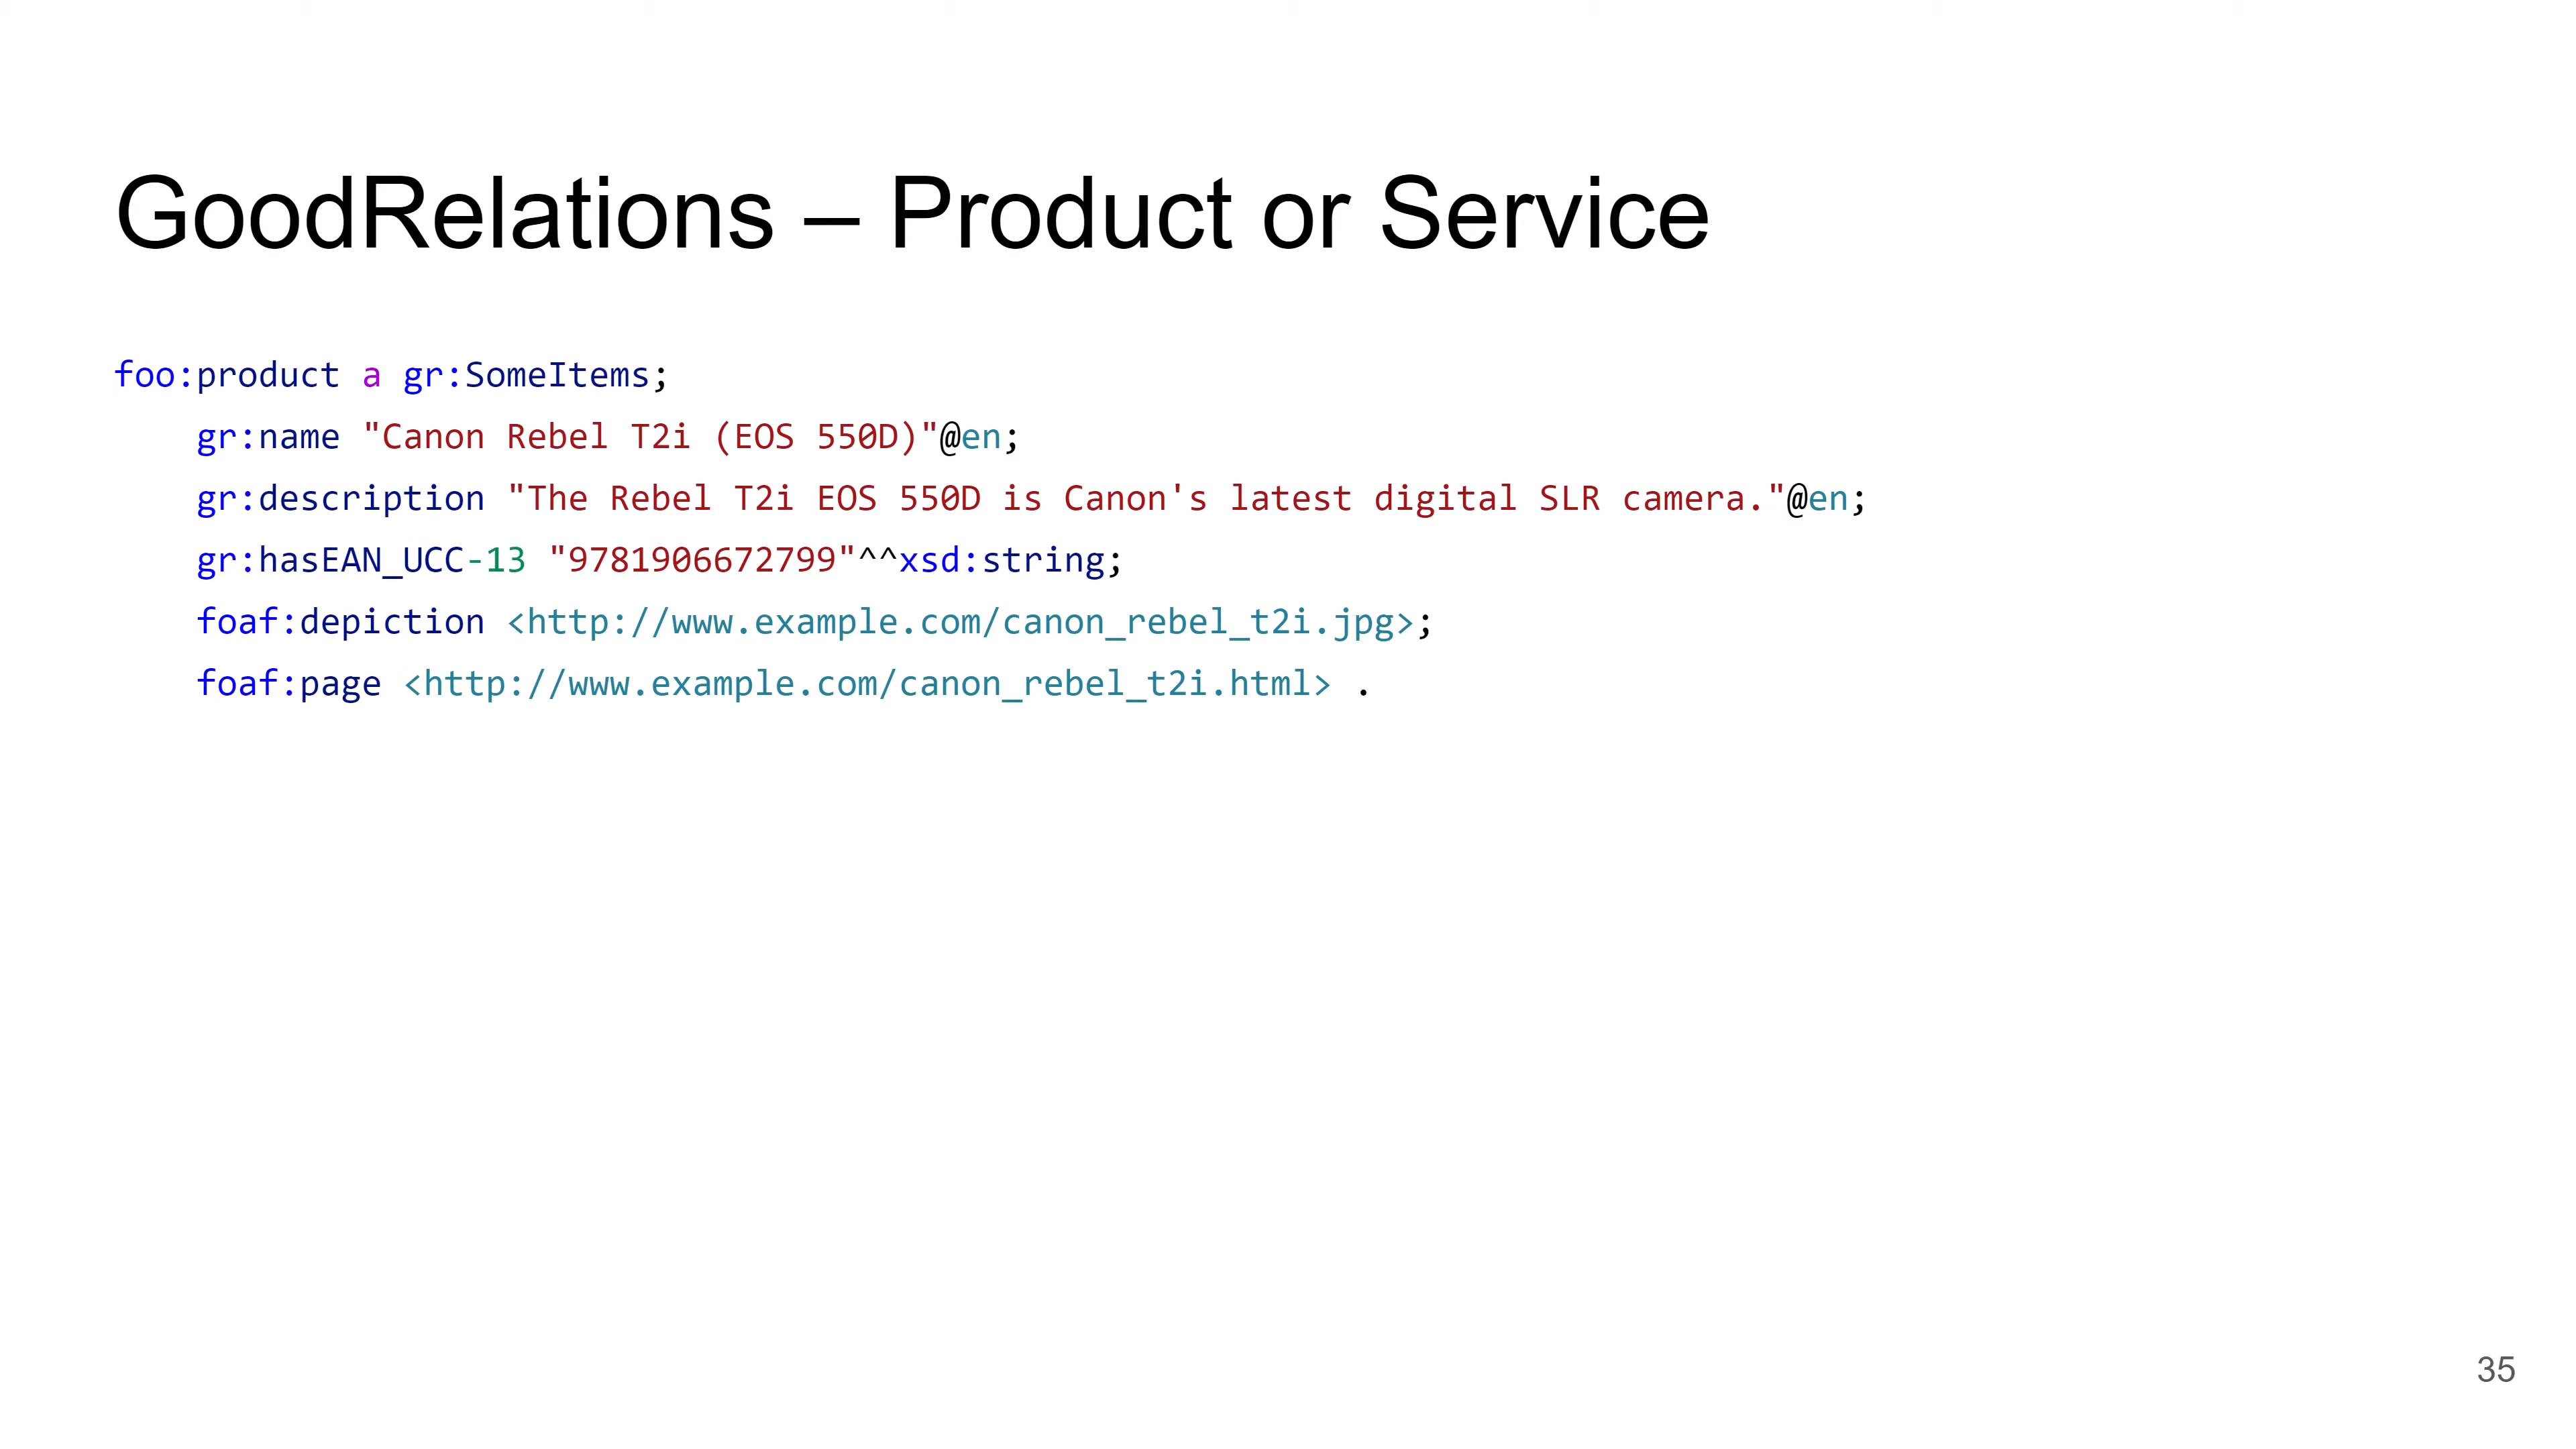 GoodRelations – Product or Service
foo:product a gr:SomeItems;
gr:name "Canon Rebel T2i (EOS 550D)"@en;
gr:description "The Rebel T2i EOS 550D is Canon's latest digital SLR camera."@en;
gr:hasEAN_UCC-13 "9781906672799"^^xsd:string;
foaf:depiction <http://www.example.com/canon_rebel_t2i.jpg>;
foaf:page <http://www.example.com/canon_rebel_t2i.html> .
35